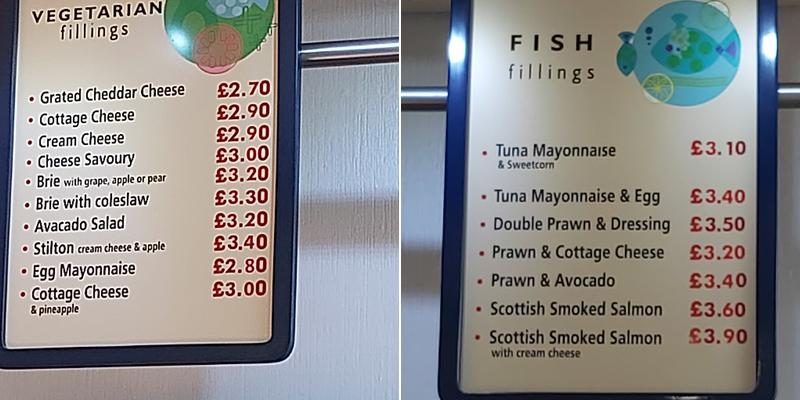 VEGETARIAN
fillings
• Grated Cheddar Cheese £2.70
• Cottage Cheese £2.90
• Cream Cheese £2.90
• Cheese Savoury £3.00
• Brie with grape, apple or pear £3.20
• Brie with coleslaw £3.30
• Avacado Salad £3.20
• Stilton cream cheese & apple £3.40
• Egg Mayonnaise £2.80
• Cottage Cheese £3.00
& pineapple
FISH
fillings
• Tuna Mayonnaise £3.10
& Sweetcorn
• Tuna Mayonnaise & Egg £3.40
• Double Prawn & Dressing £3.50
• Prawn & Cottage Cheese £3.20
• Prawn & Avocado £3.40
• Scottish Smoked Salmon £3.60
• Scottish Smoked Salmon £3.90
with cream cheese